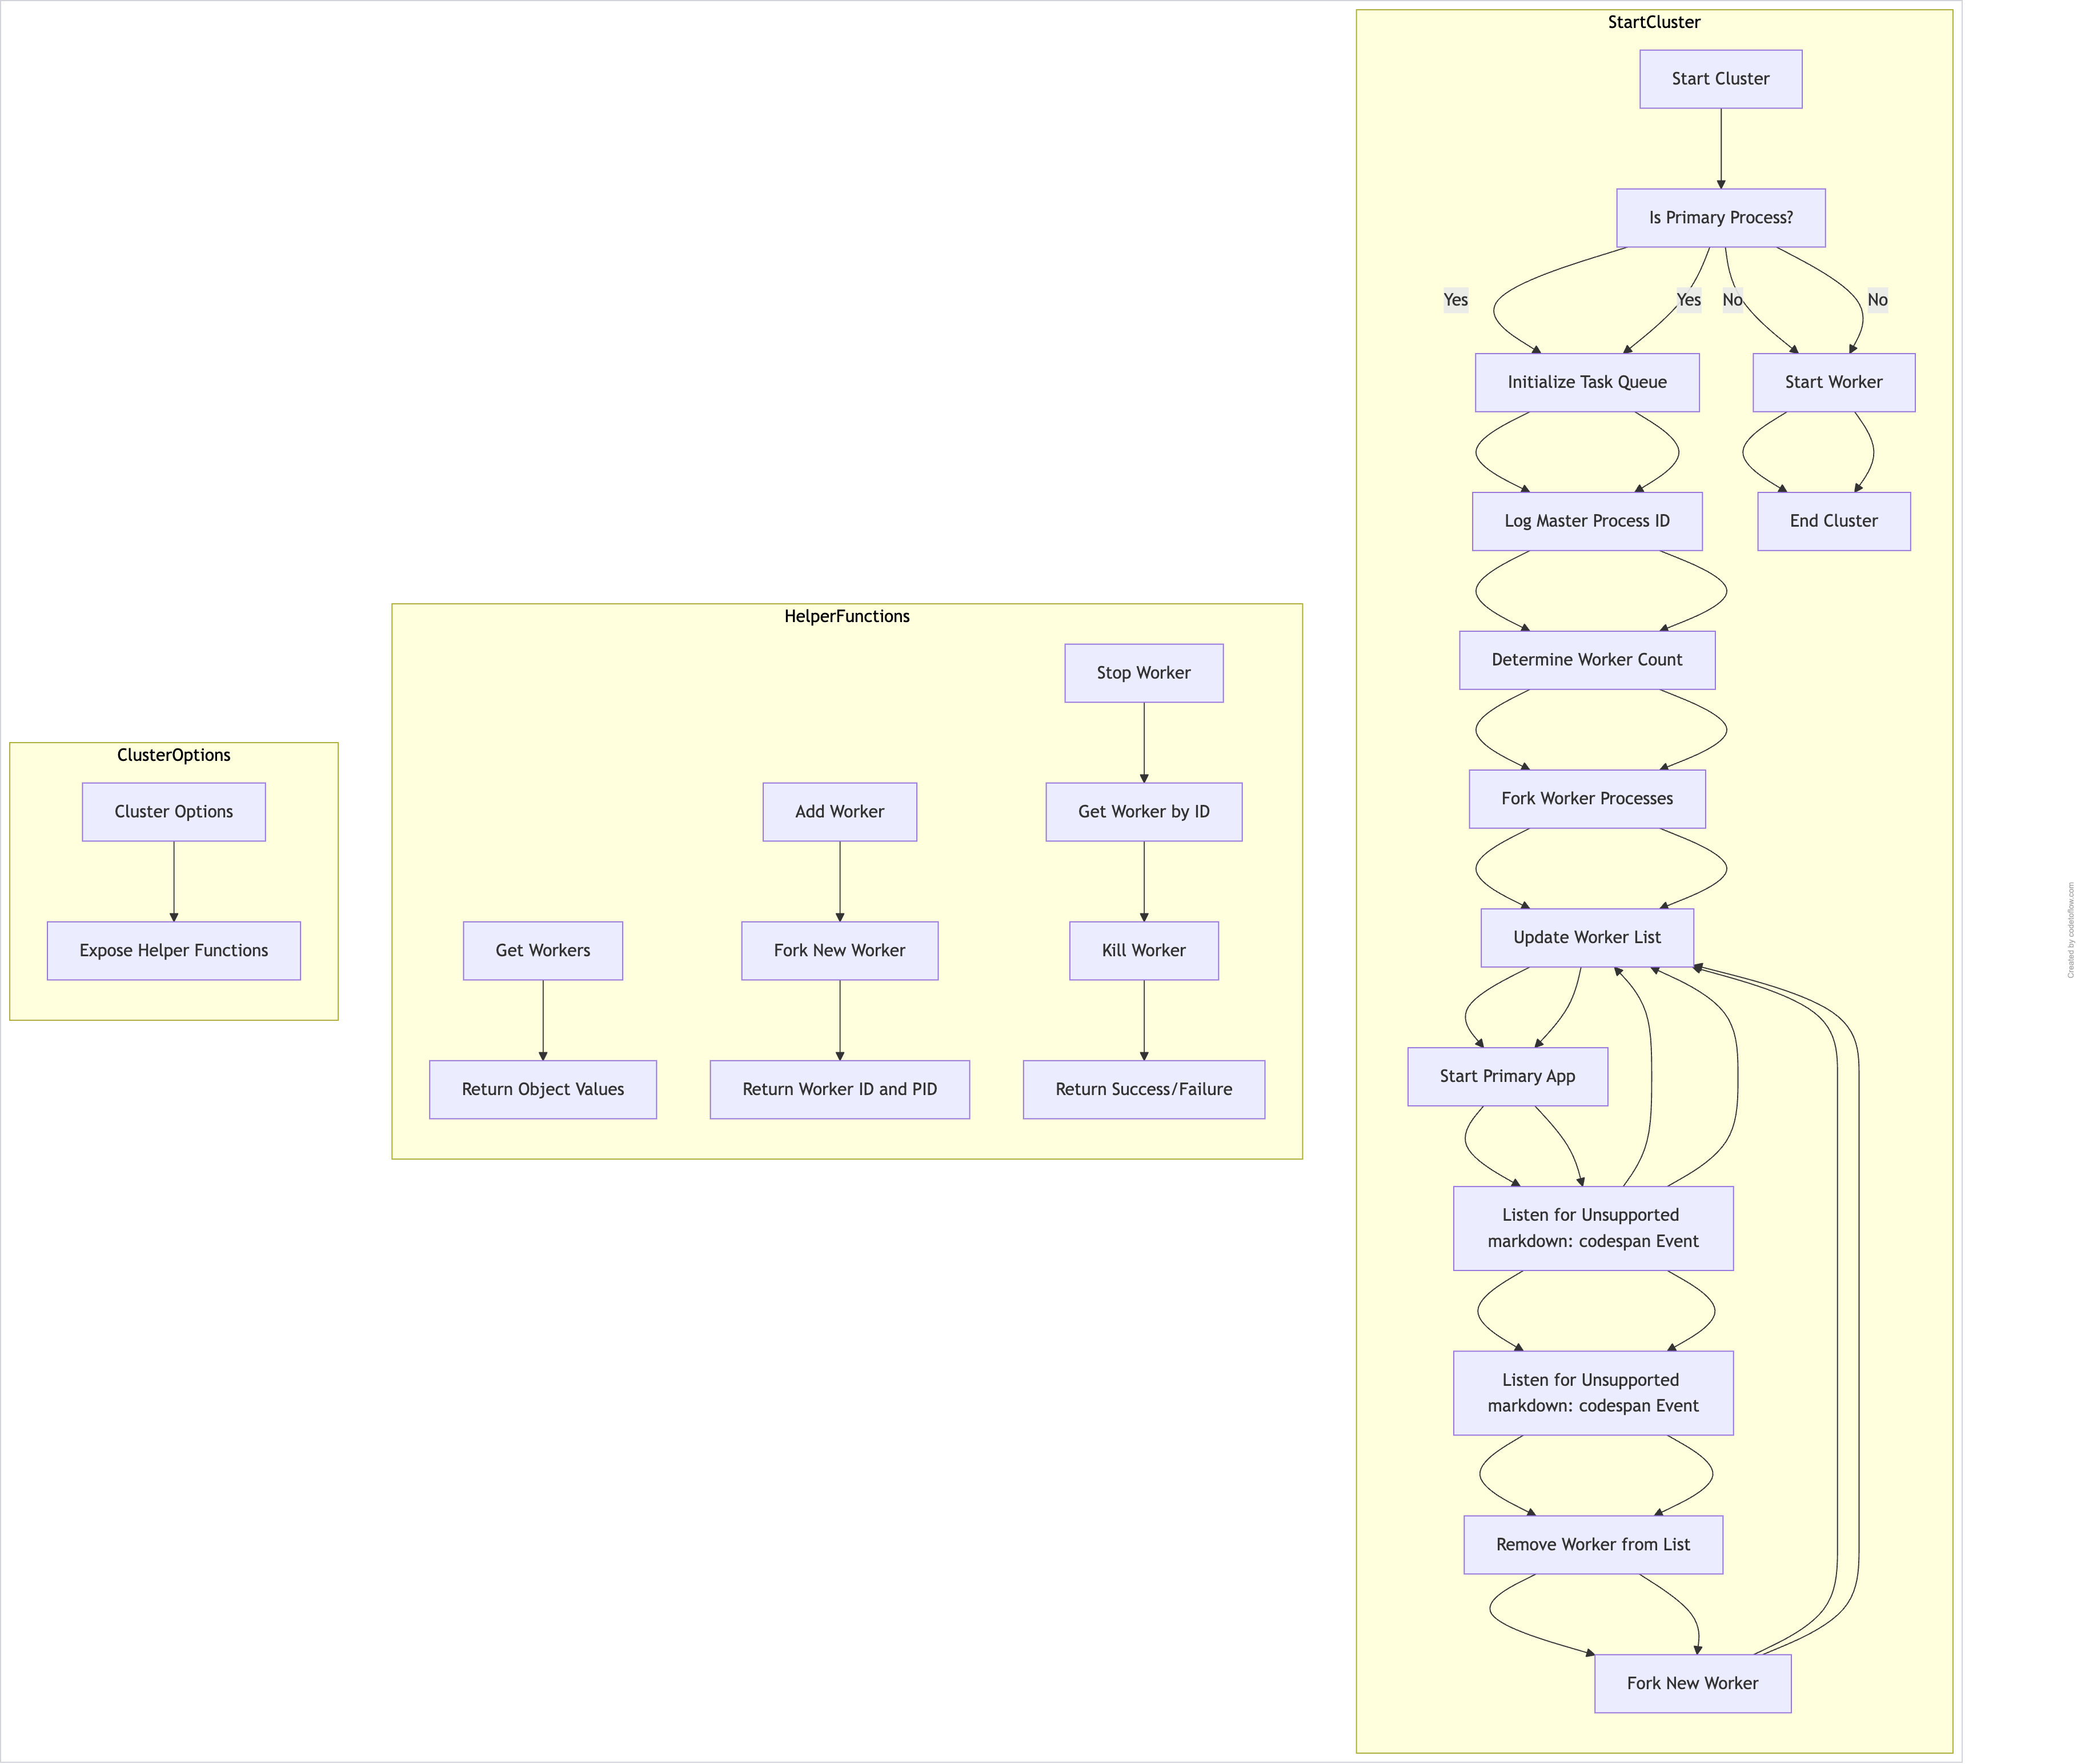 StartCluster
Start Cluster
Is Primary Process?
Yes
Yes
No
No
Initialize Task Queue
Start Worker
Log Master Process ID
End Cluster
Determine Worker Count
Fork Worker Processes
Update Worker List
Start Primary App
Listen for Unsupported
markdown: codespan Event
Listen for Unsupported
markdown: codespan Event
Remove Worker from List
Fork New Worker
HelperFunctions
Stop Worker
Add Worker
Get Worker by ID
Get Workers
Fork New Worker
Kill Worker
Return Object Values
Return Worker ID and PID
Return Success/Failure
ClusterOptions
Cluster Options
Expose Helper Functions
Created by codetoflow.com